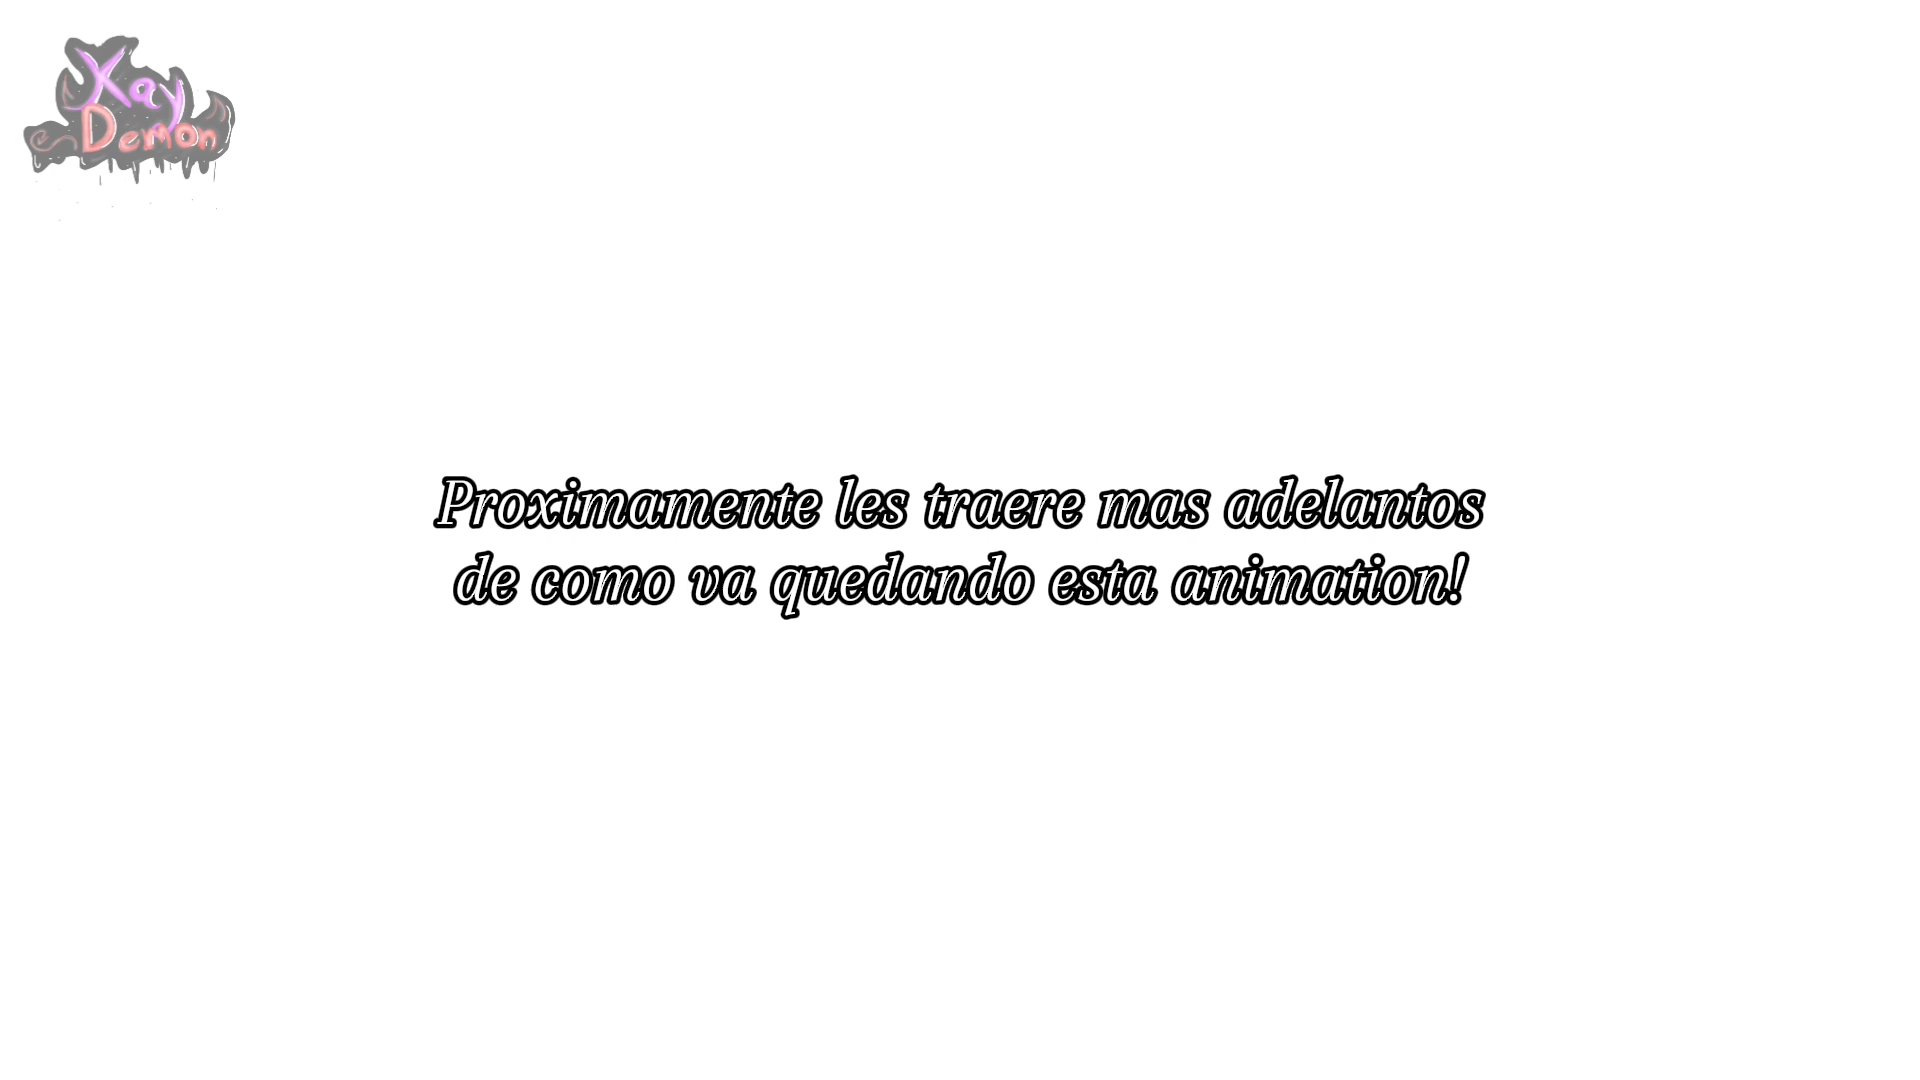 Xay
Demon
Proximamente les traere mas adelantos
de como va quedando esta animation!